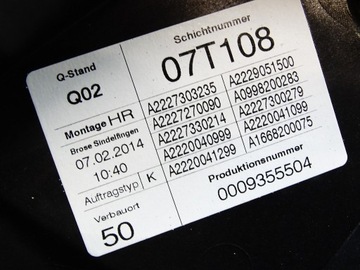 Q-Stand
Q02
Schichtnummer
07T108
Montage HR
Brose Sindelfingen
07.02.2014
10:40
Auftragstyp K
Verbauort
50
A2227303235 A2229051500
A2227270090 A0998200283
A2227330214 A2227300279
A2220040999 A2220041099
A2220041299 A1668200075
Produktionsnummer
0009355504